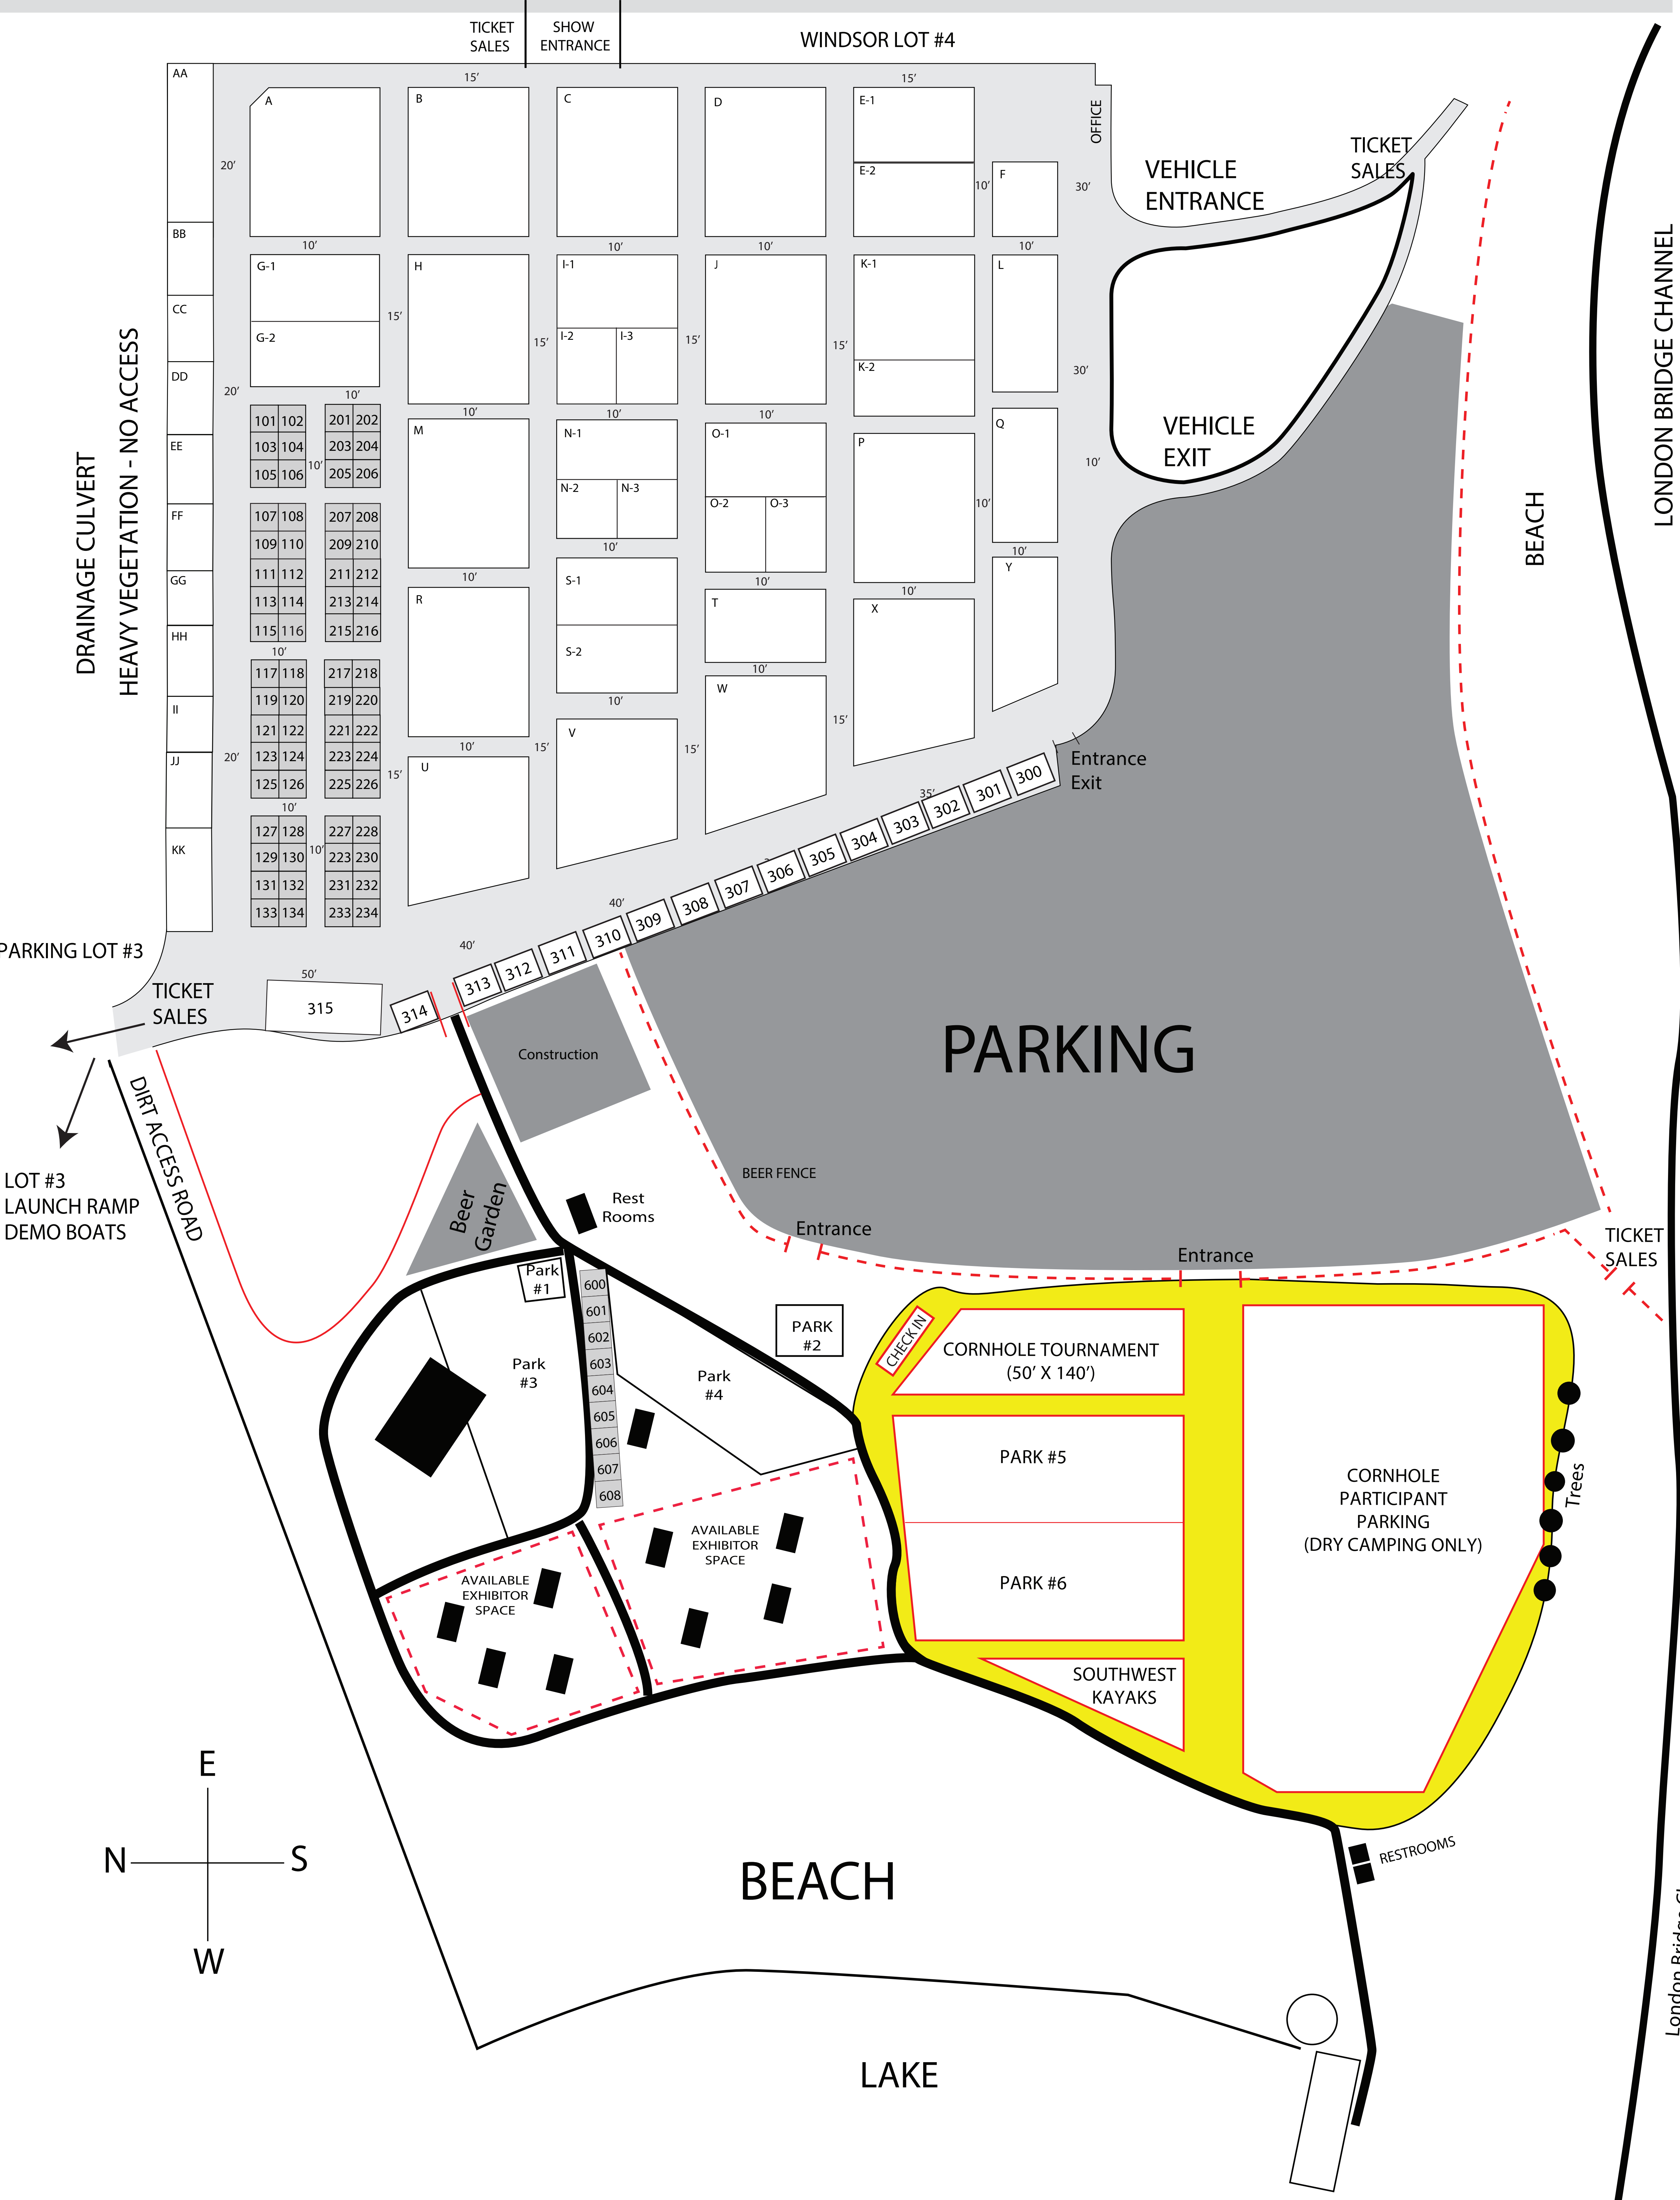 TICKET
SALES
SHOW
ENTRANCE
WINDSOR LOT #4
AA
15'
15'
A
B
C
D
E-1
OFFICE
TICKET
SALES
VEHICLE
ENTRANCE
20'
E-2
10'
F
30'
BB
10'
10'
10'
10'
G-1
H
I-1
J
K-1
L
CC
15'
G-2
I-2
I-3
15'
15'
15'
K-2
30'
DD
20'
10'
10'
10'
10'
LONDON BRIDGE CHANNEL
DRAINAGE CULVERT
HEAVY VEGETATION - NO ACCESS
101 102
201 202
M
N-1
O-1
P
Q
VEHICLE
EXIT
EE
103 104
203 204
105 106
10'
205 206
10'
N-2
N-3
O-2
O-3
10'
BEACH
FF
107 108
207 208
109 110
209 210
10'
10'
GG
111 112
211 212
10'
S-1
10'
10'
Y
113 114
213 214
R
T
X
HH
115 116
215 216
10'
S-2
117 118
217 218
10'
II
119 120
219 220
10'
W
121 122
221 222
V
15'
JJ
20'
123 124
223 224
10'
15'
15'
Entrance
Exit
125 126
225 226
15'
U
10'
KK
127 128
227 228
129 130
10'
223 230
131 132
231 232
133 134
233 234
35'
300
301
302
303
304
305
306
307
308
309
310
311
312
313
314
40'
40'
50'
315
PARKING LOT #3
TICKET
SALES
Construction
PARKING
DIRT ACCESS ROAD
LOT #3
LAUNCH RAMP
DEMO BOATS
BEER FENCE
Beer
Garden
Rest
Rooms
Entrance
Entrance
TICKET
SALES
Park
#1
600
601
602
603
604
605
606
607
608
PARK
#2
CHECK IN
CORNHOLE TOURNAMENT
(50' X 140')
Park
#3
Park
#4
PARK #5
CORNHOLE
PARTICIPANT
PARKING
(DRY CAMPING ONLY)
Trees
AVAILABLE
EXHIBITOR
SPACE
AVAILABLE
EXHIBITOR
SPACE
PARK #6
SOUTHWEST
KAYAKS
E
N
S
W
BEACH
RESTROOMS
London Bridge
LAKE